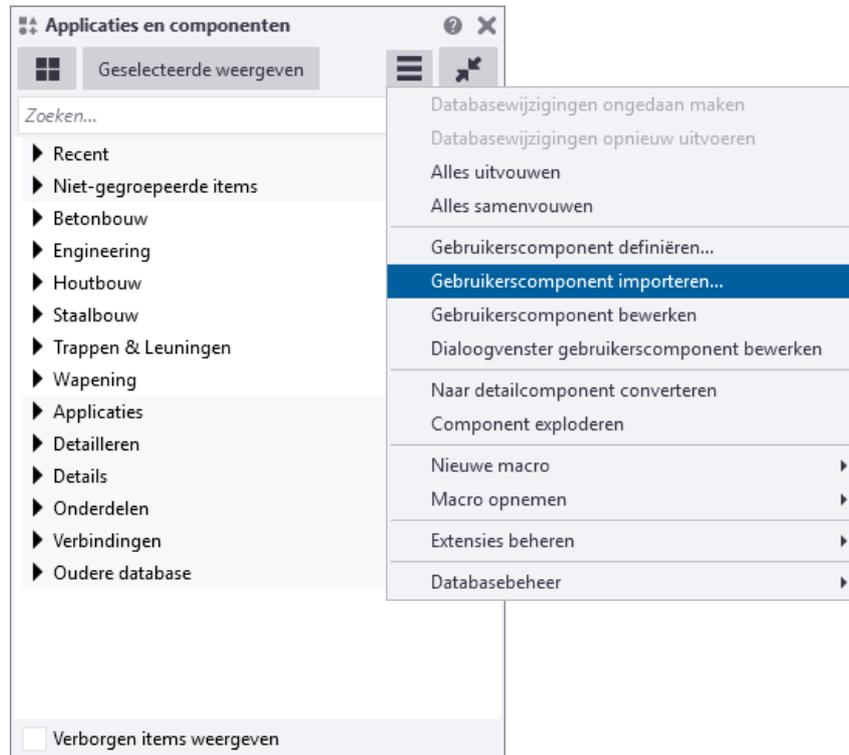 Applicaties en componenten
Geselecteerde weergeven
Zoeken...
Recent
Niet-gegroepeerde items
Betonbouw
Engineering
Houtbouw
Staalbouw
Trappen & Leuningen
Wapening
Applicaties
Detailleren
Details
Onderdelen
Verbindingen
Oudere database
Verborgen items weergeven
Databasewijzigingen ongedaan maken
Databasewijzigingen opnieuw uitvoeren
Alles uitvouwen
Alles samenvouwen
Gebruikerscomponent definiëren...
Gebruikerscomponent importeren...
Gebruikerscomponent bewerken
Dialoogvenster gebruikerscomponent bewerken
Naar detailcomponent converteren
Component exploderen
Nieuwe macro
Macro opnemen
Extensies beheren
Databasebeheer